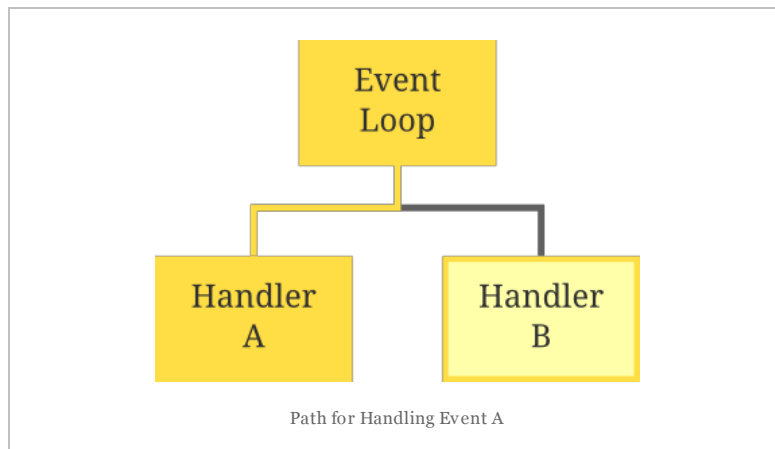 Event
Loop
Handler
A
Handler
B
Path for Handling Event A